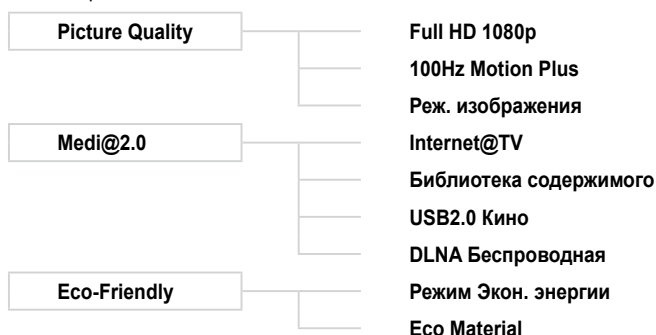 Picture Quality
Full HD 1080p
100Hz Motion Plus
Реж. изображения
Medi@2.0
Internet@TV
Библиотека содержимого
USB2.0 Кино
DLNA Беспроводная
Eco-Friendly
Режим Экон. энергии
Eco Material